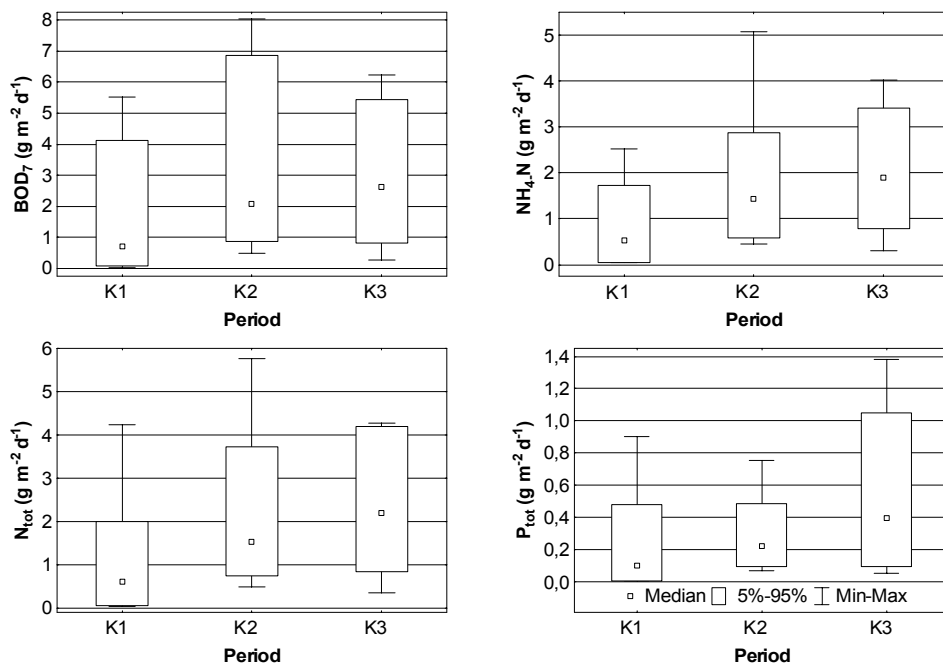 BOD7 (g m-2 d-1)
8
7
6
5
4
3
2
1
0
K1 K2 K3
Period
NH4-N (g m-2 d-1)
5
4
3
2
1
0
K1 K2 K3
Period
Ntot (g m-2 d-1)
6
5
4
3
2
1
0
K1 K2 K3
Period
Ptot (g m-2 d-1)
1,4
1,2
1,0
0,8
0,6
0,4
0,2
0,0
Median 5%-95% Min-Max
K1 K2 K3
Period